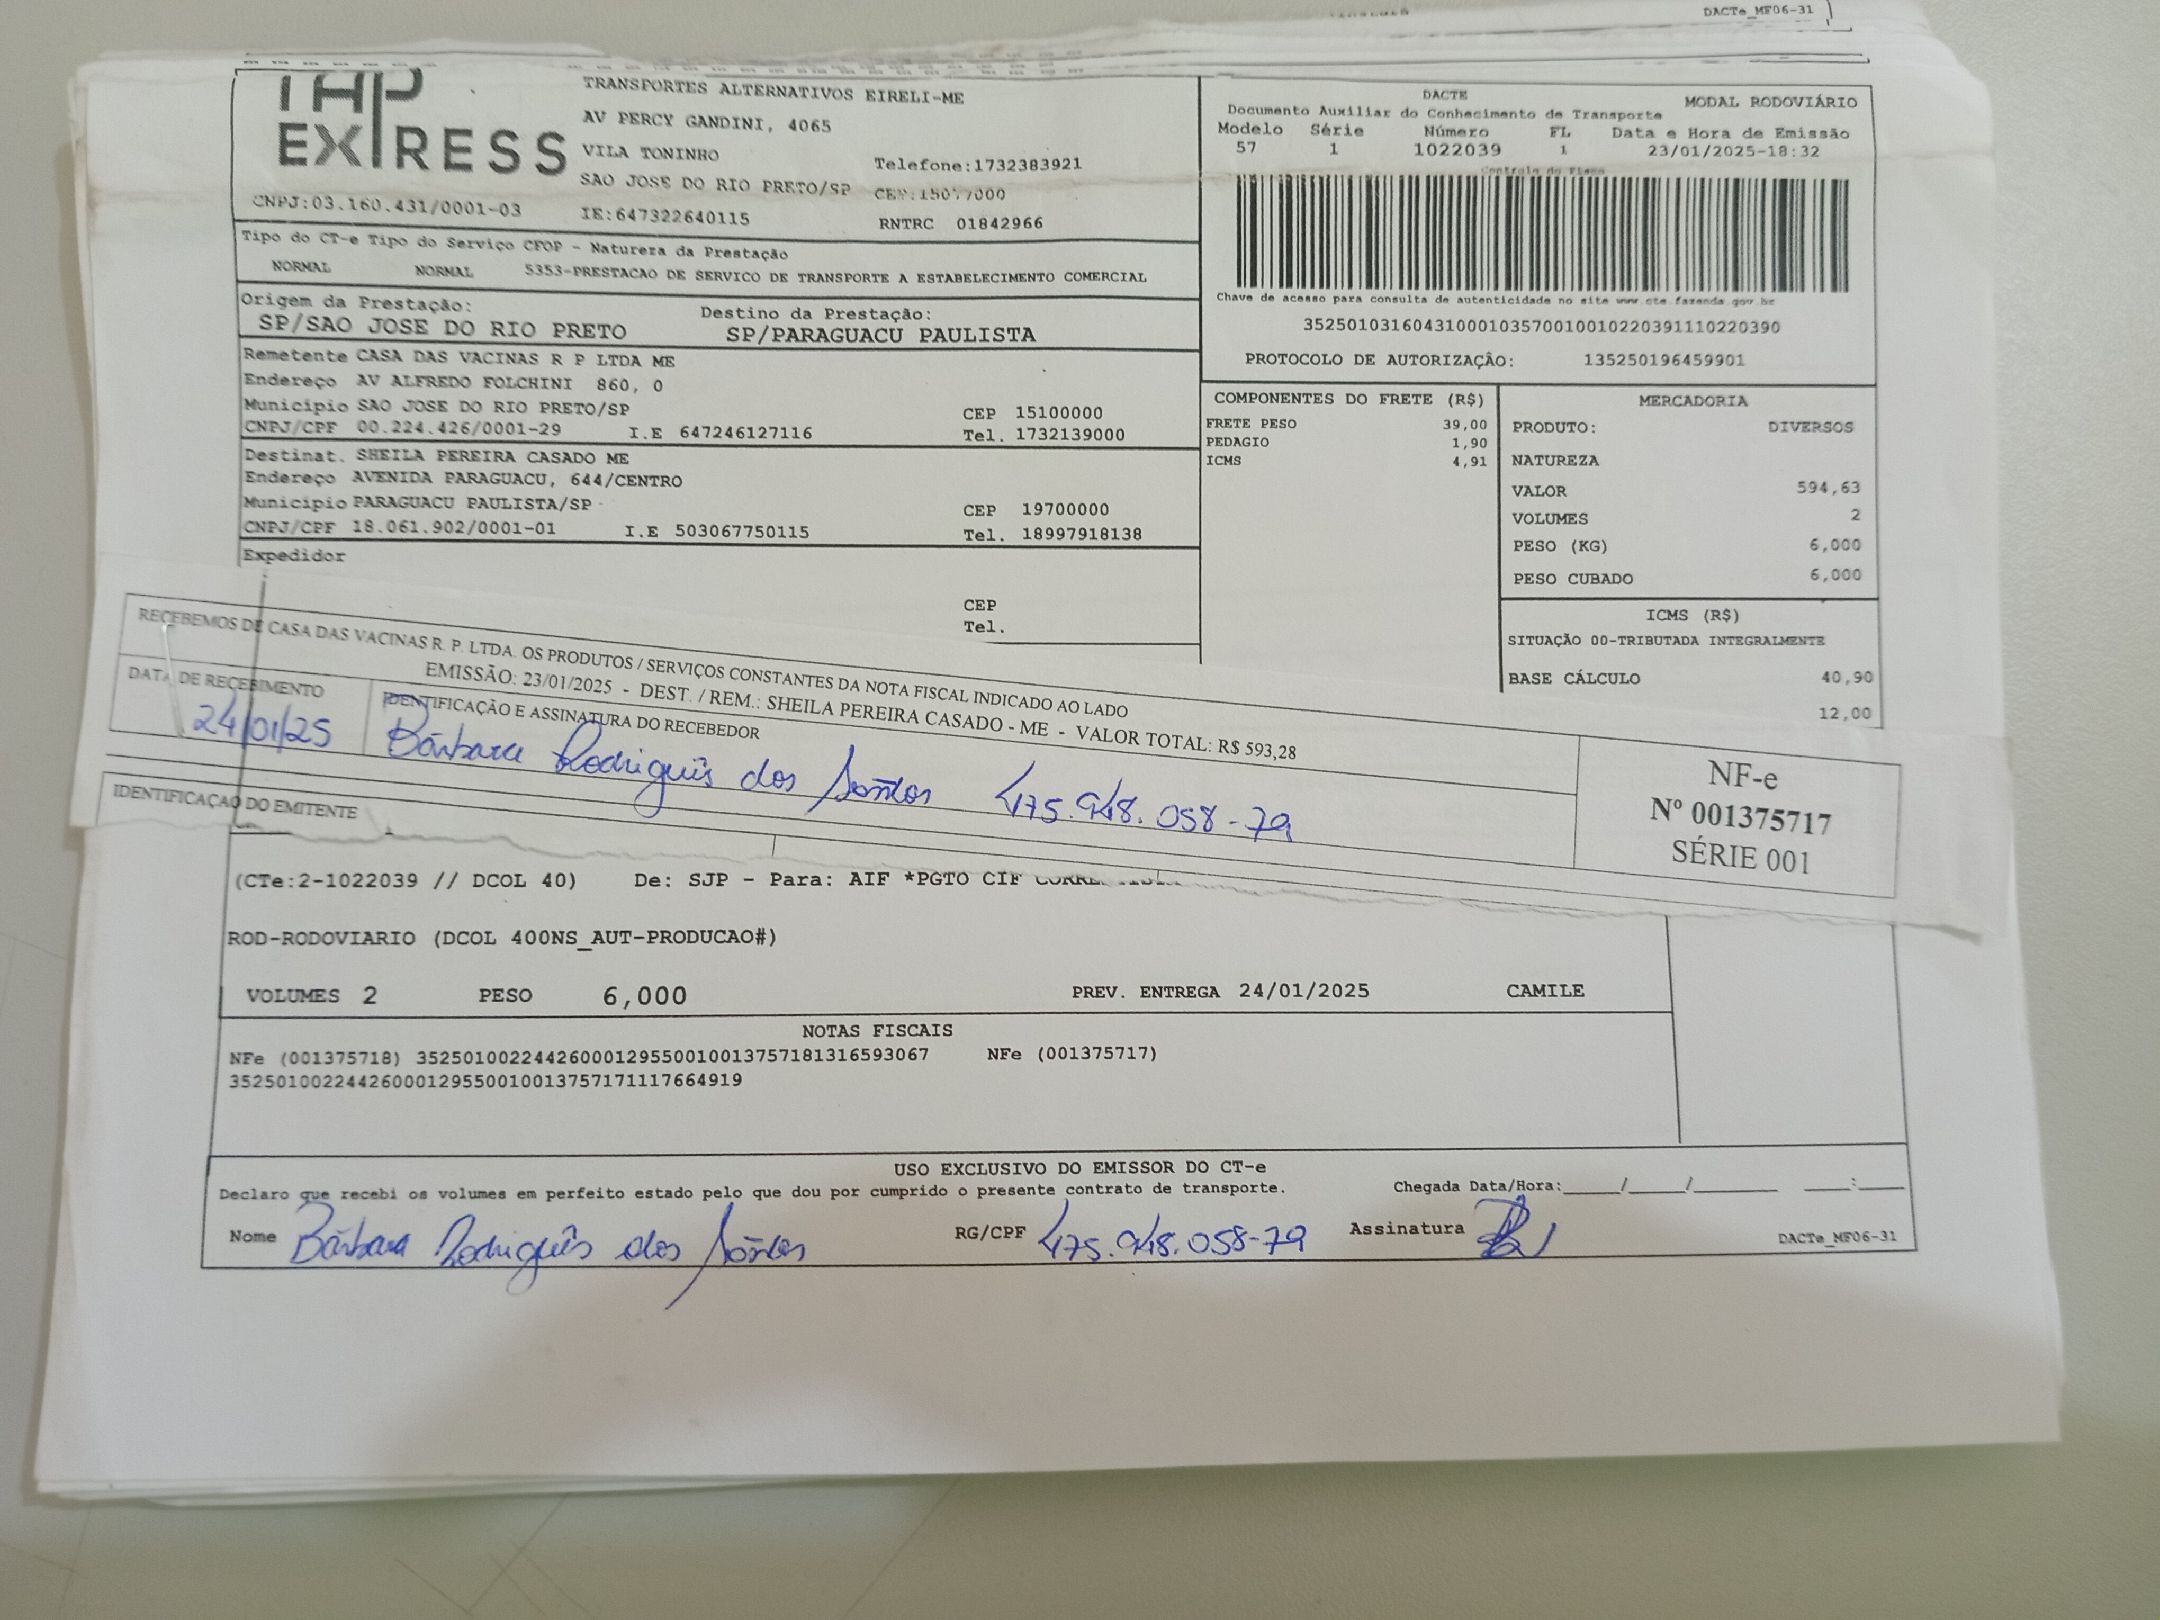 DACTe_MF06-31
EXPRESS
TRANSPORTES ALTERNATIVOS EIRELI-ME
AV PERCY GANDINI, 4065
VILA TONINHO
Telefone:1732383921
SAO JOSE DO RIO PRETO/SP
CNPJ:03.160.431/0001-03
IE:647322640115
RNTRC 01842966
DACTE
MODAL RODOVIÁRIO
Documento Auxiliar do Conhecimento de Transporte
Modelo Série Número FL Data e Hora de Emissão
57 1 1022039 1 23/01/2025-18:32
Controle do Fisco
Chave de acesso para consulta de autenticidade no site www.cte.fazenda.gov.br
35250103160431000103570010010220391110220390
PROTOCOLO DE AUTORIZAÇÃO: 135250196459901
Tipo do CT-e Tipo do Serviço CFOP - Natureza da Prestação
NORMAL NORMAL 5353-PRESTACAO DE SERVICO DE TRANSPORTE A ESTABELECIMENTO COMERCIAL
Origem da Prestação: Destino da Prestação:
SP/SAO JOSE DO RIO PRETO SP/PARAGUACU PAULISTA
Remetente CASA DAS VACINAS R P LTDA ME
Endereço AV ALFREDO FOLCHINI 860, 0
Município SAO JOSE DO RIO PRETO/SP CEP 15100000
CNPJ/CPF 00.224.426/0001-29 I.E 647246127116 Tel. 1732139000
Destinat. SHEILA PEREIRA CASADO ME
Endereço AVENIDA PARAGUACU, 644/CENTRO
Município PARAGUACU PAULISTA/SP CEP 19700000
CNPJ/CPF 18.061.902/0001-01 I.E 503067750115 Tel. 18997918138
Expedidor
CEP
Tel.
COMPONENTES DO FRETE (R$)
FRETE PESO 39,00
PEDAGIO 1,90
ICMS 4,91
MERCADORIA
PRODUTO: DIVERSOS
NATUREZA
VALOR 594,63
VOLUMES 2
PESO (KG) 6,000
PESO CUBADO 6,000
ICMS (R$)
SITUAÇÃO 00-TRIBUTADA INTEGRALMENTE
BASE CÁLCULO 40,90
12,00
RECEBEMOS DE CASA DAS VACINAS R. P. LTDA. OS PRODUTOS / SERVIÇOS CONSTANTES DA NOTA FISCAL INDICADO AO LADO
EMISSÃO: 23/01/2025 - DEST. / REM.: SHEILA PEREIRA CASADO - ME - VALOR TOTAL: R$ 593,28
DATA DE RECEBIMENTO
24/01/25
IDENTIFICAÇÃO E ASSINATURA DO RECEBEDOR
Bárbara Rodrigues dos Santos 475.948.058-79
NF-e
Nº 001375717
SÉRIE 001
IDENTIFICAÇAO DO EMITENTE
(CTe:2-1022039 // DCOL 40) De: SJP - Para: AIF *PGTO CIF
ROD-RODOVIARIO (DCOL 400NS_AUT-PRODUCAO#)
VOLUMES 2 PESO 6,000 PREV. ENTREGA 24/01/2025 CAMILE
NOTAS FISCAIS
NFe (001375718) 35250100224426000129550010013757181316593067 NFe (001375717)
35250100224426000129550010013757171117664919
USO EXCLUSIVO DO EMISSOR DO CT-e
Declaro que recebi os volumes em perfeito estado pelo que dou por cumprido o presente contrato de transporte. Chegada Data/Hora:_____/_____/_______ ____:____
Nome Bárbara Rodrigues dos Santos RG/CPF 475.948.058-79 Assinatura
DACTe_MF06-31